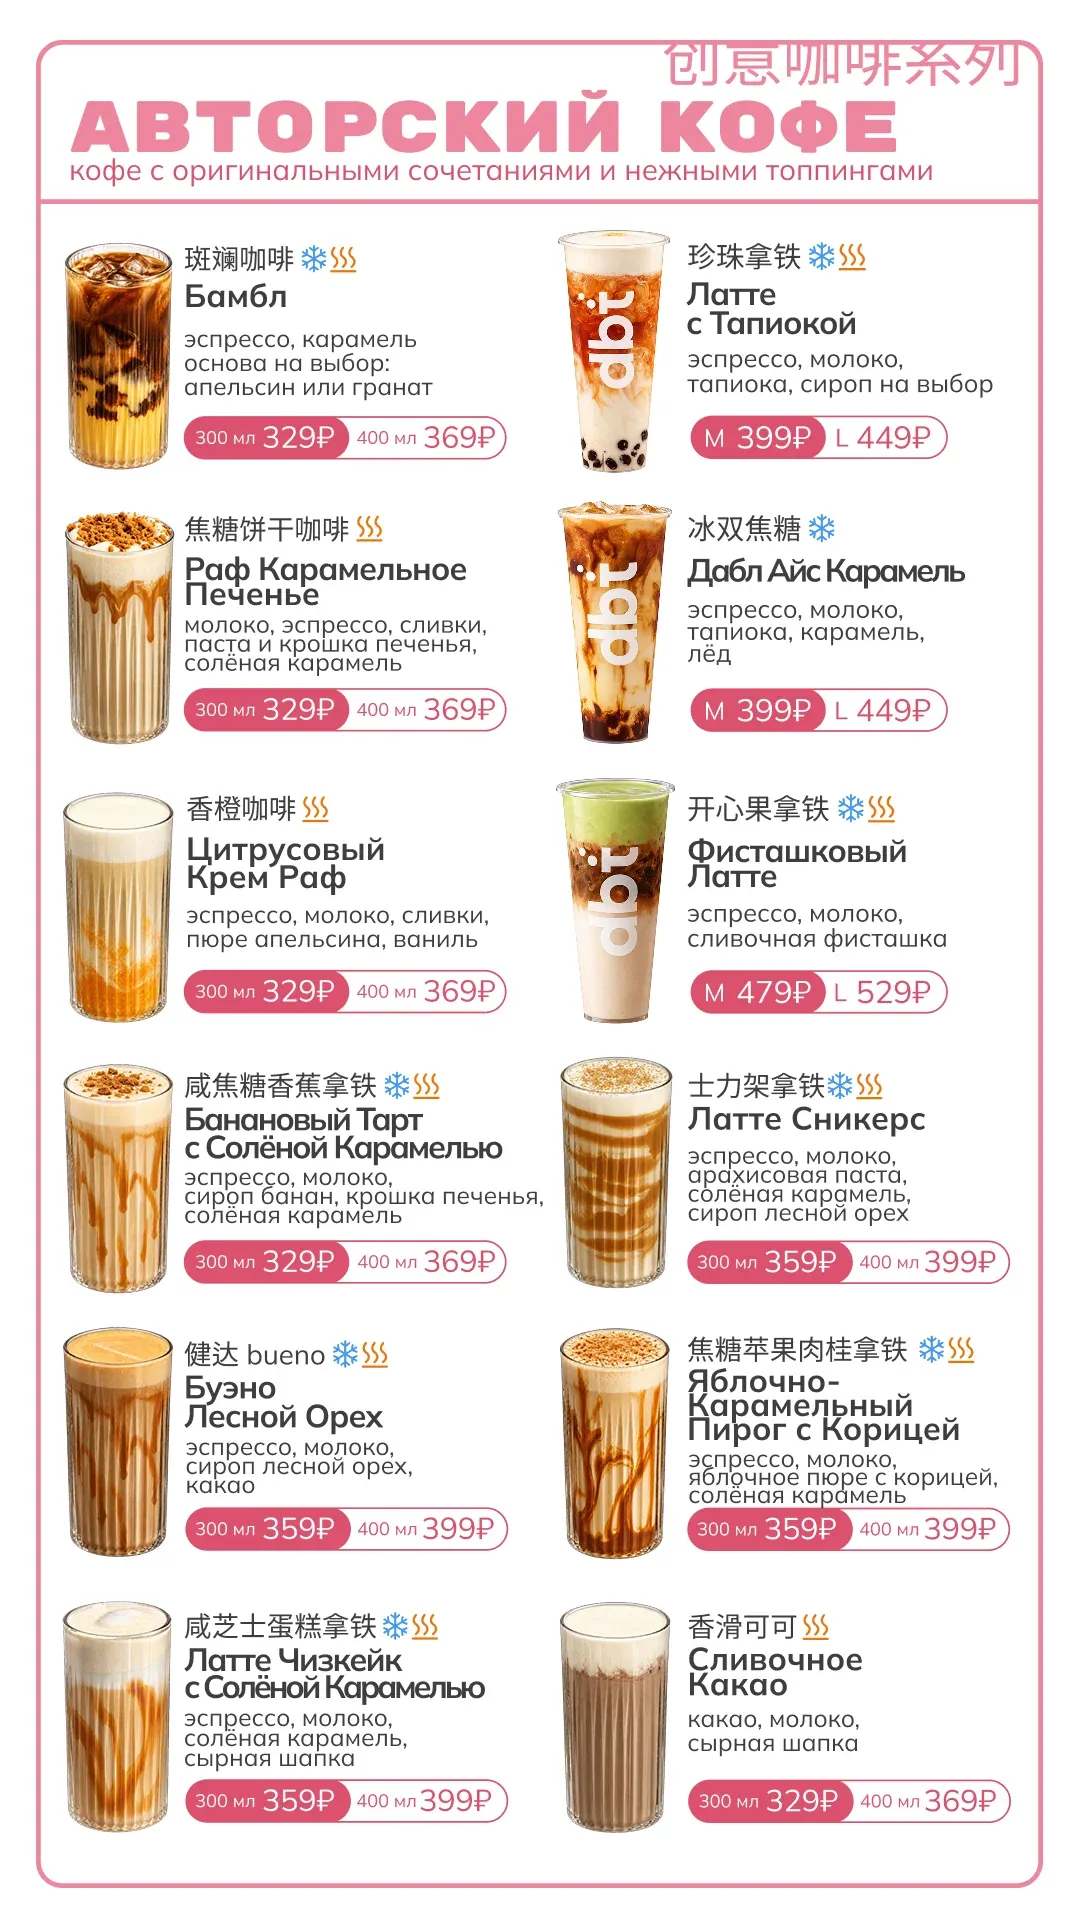 创意咖啡系列
АВТОРСКИЙ КОФЕ
кофе с оригинальными сочетаниями и нежными топпингами
斑斓咖啡
Бамбл
эспрессо, карамель
основа на выбор:
апельсин или гранат
300 мл 329₽ 400 мл 369₽
dbi
珍珠拿铁
Латте
с Тапиокой
эспрессо, молоко,
тапиока, сироп на выбор
M 399₽ L 449₽
焦糖饼干咖啡
Раф Карамельное
Печенье
молоко, эспрессо, сливки,
паста и крошка печенья,
солёная карамель
300 мл 329₽ 400 мл 369₽
dbi
冰双焦糖
Дабл Айс Карамель
эспрессо, молоко,
тапиока, карамель,
лёд
M 399₽ L 449₽
香橙咖啡
Цитрусовый
Крем Раф
эспрессо, молоко, сливки,
пюре апельсина, ваниль
300 мл 329₽ 400 мл 369₽
dbi
开心果拿铁
Фисташковый
Латте
эспрессо, молоко,
сливочная фисташка
M 479₽ L 529₽
咸焦糖香蕉拿铁
Банановый Тарт
с Солёной Карамелью
эспрессо, молоко,
сироп банан, крошка печенья,
солёная карамель
300 мл 329₽ 400 мл 369₽
士力架拿铁
Латте Сникерс
эспрессо, молоко,
арахисовая паста,
солёная карамель,
сироп лесной орех
300 мл 359₽ 400 мл 399₽
健达 bueno
Буэно
Лесной Орех
эспрессо, молоко,
сироп лесной орех,
какао
300 мл 359₽ 400 мл 399₽
焦糖苹果肉桂拿铁
Яблочно-
Карамельный
Пирог с Корицей
эспрессо, молоко,
яблочное пюре с корицей,
солёная карамель
300 мл 359₽ 400 мл 399₽
咸芝士蛋糕拿铁
Латте Чизкейк
с Солёной Карамелью
эспрессо, молоко,
солёная карамель,
сырная шапка
300 мл 359₽ 400 мл 399₽
香滑可可
Сливочное
Какао
какао, молоко,
сырная шапка
300 мл 329₽ 400 мл 369₽